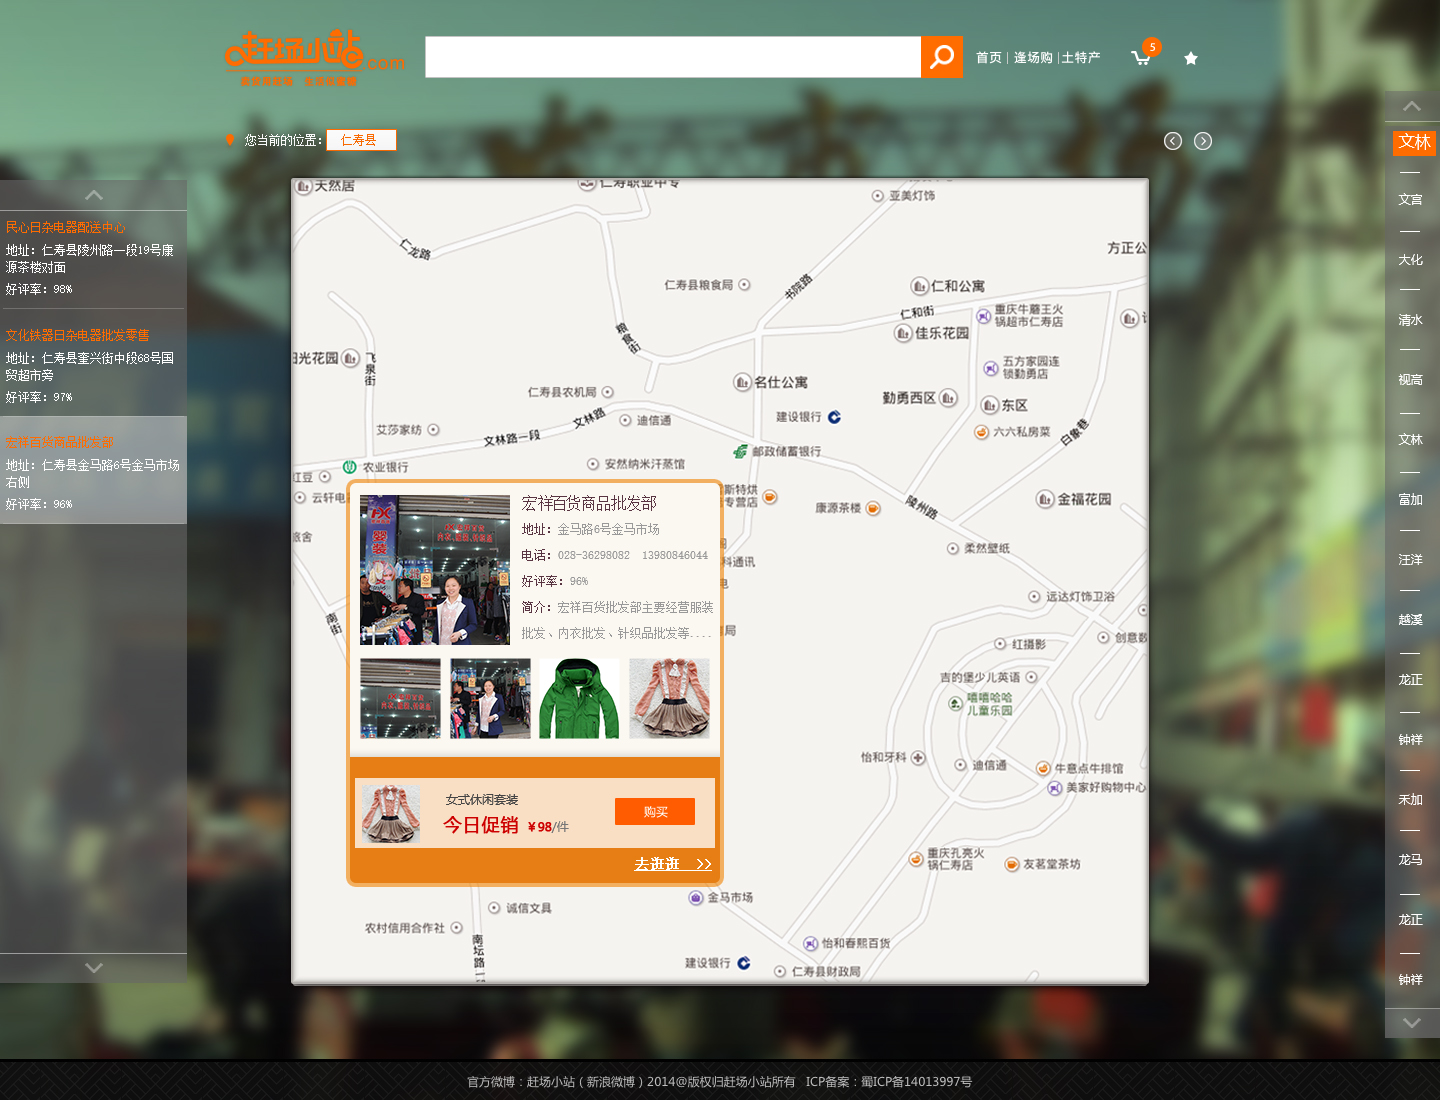 赶场小站.com
首页 | 逢场购 | 土特产
5
您当前的位置：
仁寿县
民心日杂电器配送中心
地址：仁寿县陵州路一段19号康
源茶楼对面
好评率：98%
文化铁器日杂电器批发零售
地址：仁寿县奎兴街中段68号国
贸超市旁
好评率：97%
宏祥百货商品批发部
地址：仁寿县金马路6号金马市场
右侧
好评率：96%
天然居
仁寿职业中专
亚美灯饰
仁龙路
方正公
仁寿县粮食局
书院路
仁和公寓
仁和街
重庆牛蘑王火
锅超市仁寿店
佳乐花园
粮食街
阳光花园
飞泉街
五方家园连
锁勤勇店
名仕公寓
仁寿县农机局
勤勇西区
东区
文林路
迪信通
建设银行
艾莎家纺
文林路一段
六六私房菜
白象巷
邮政储蓄银行
农业银行
安然纳米汗蒸馆
红豆
云轩电
斯特烘
专营店
康源茶楼
陵州路
金福花园
旅舍
柔然壁纸
科通讯
电
远达灯饰卫浴
南街
红摄影
创意数
吉的堡少儿英语
嘻嘻哈哈
儿童乐园
怡和牙科
迪信通
牛意点牛排馆
美家好购物中心
重庆孔亮火
锅仁寿店
友茗堂茶坊
金马市场
诚信文具
农村信用合作社
南坛路一段
怡和春熙百货
建设银行
仁寿县财政局
宏祥百货商品批发部
地址：金马路6号金马市场
电话：028-36298082 13980846044
好评率：96%
简介：宏祥百货批发部主要经营服装
批发、内衣批发、针织品批发等....
女式休闲套装
今日促销 ￥98/件
购买
去逛逛 >>
文林
文宫
大化
清水
视高
文林
富加
汪洋
越溪
龙正
钟祥
禾加
龙马
龙正
钟祥
官方微博：赶场小站（新浪微博）2014@版权归赶场小站所有 ICP备案：蜀ICP备14013997号